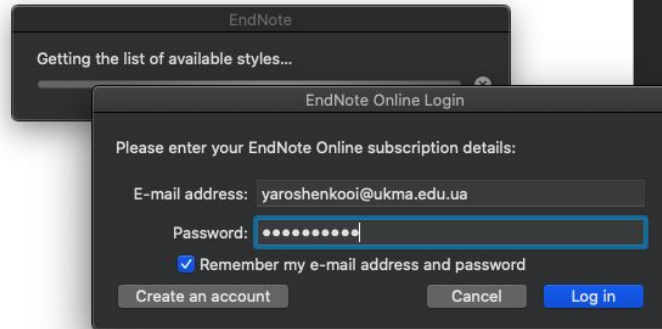 EndNote
Getting the list of available styles...
EndNote Online Login
Please enter your EndNote Online subscription details:
E-mail address: yaroshenkooi@ukma.edu.ua
Password: ●●●●●●●●●●
Remember my e-mail address and password
Create an account Cancel Log in